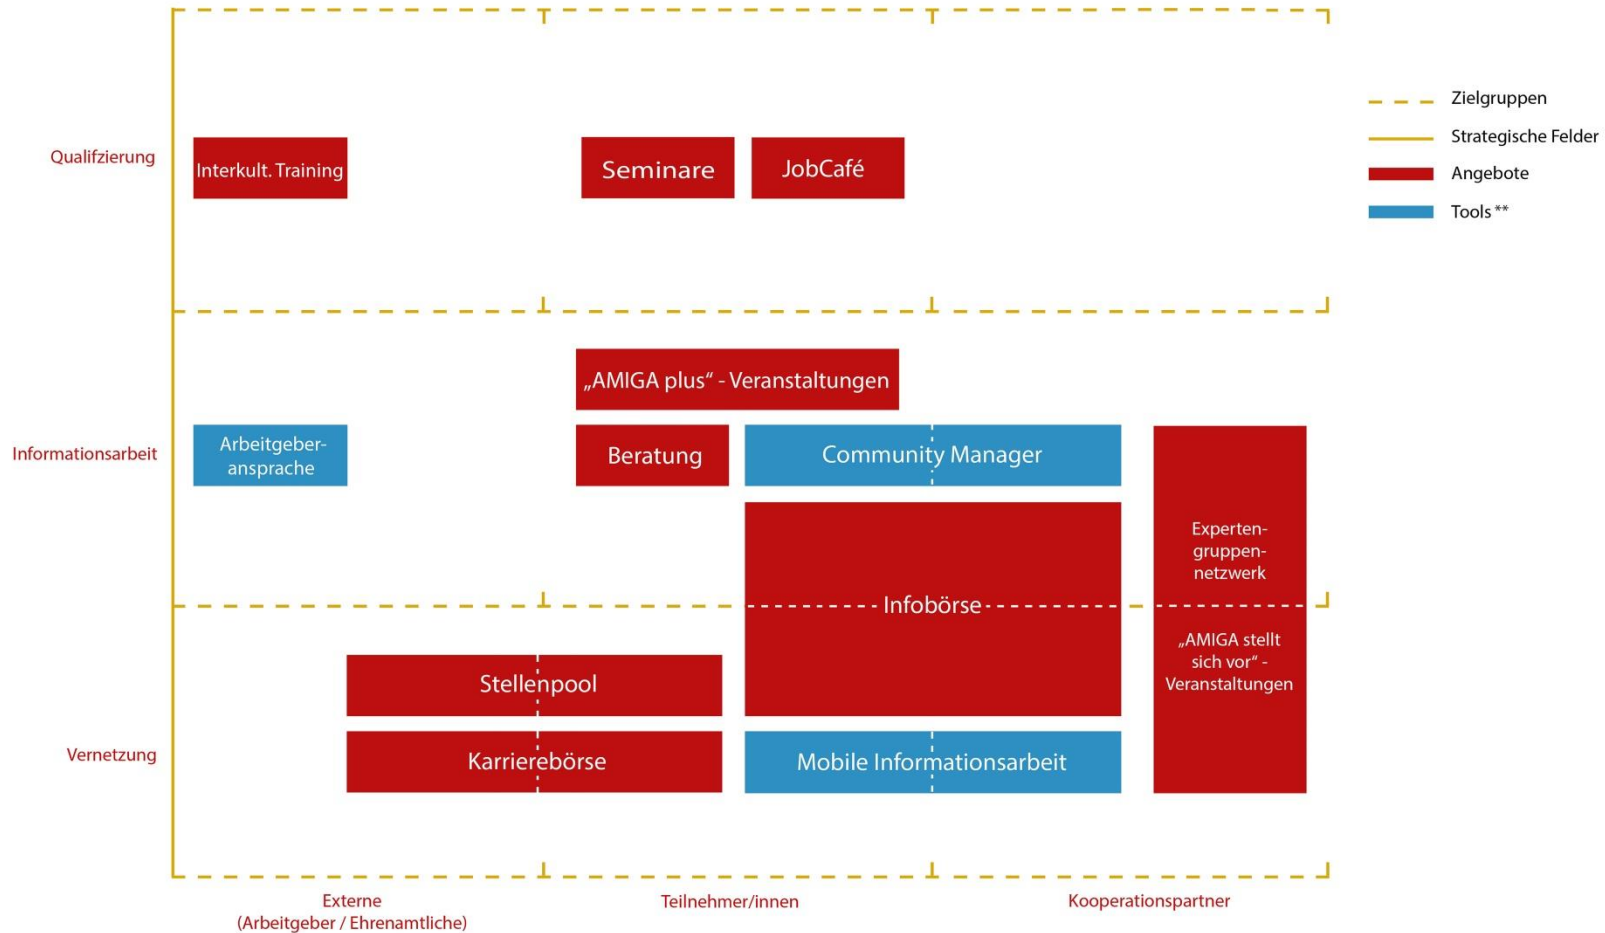 Zielgruppen
Strategische Felder
Angebote
Tools **
Qualifzierung
Interkult. Training
Seminare
JobCafé
„AMIGA plus“ - Veranstaltungen
Informationsarbeit
Arbeitgeber-
ansprache
Beratung
Community Manager
Experten-
gruppen-
netzwerk
Infobörse
„AMIGA stellt
sich vor“ -
Veranstaltungen
Stellenpool
Vernetzung
Karrierebörse
Mobile Informationsarbeit
Externe
(Arbeitgeber / Ehrenamtliche)
Teilnehmer/innen
Kooperationspartner